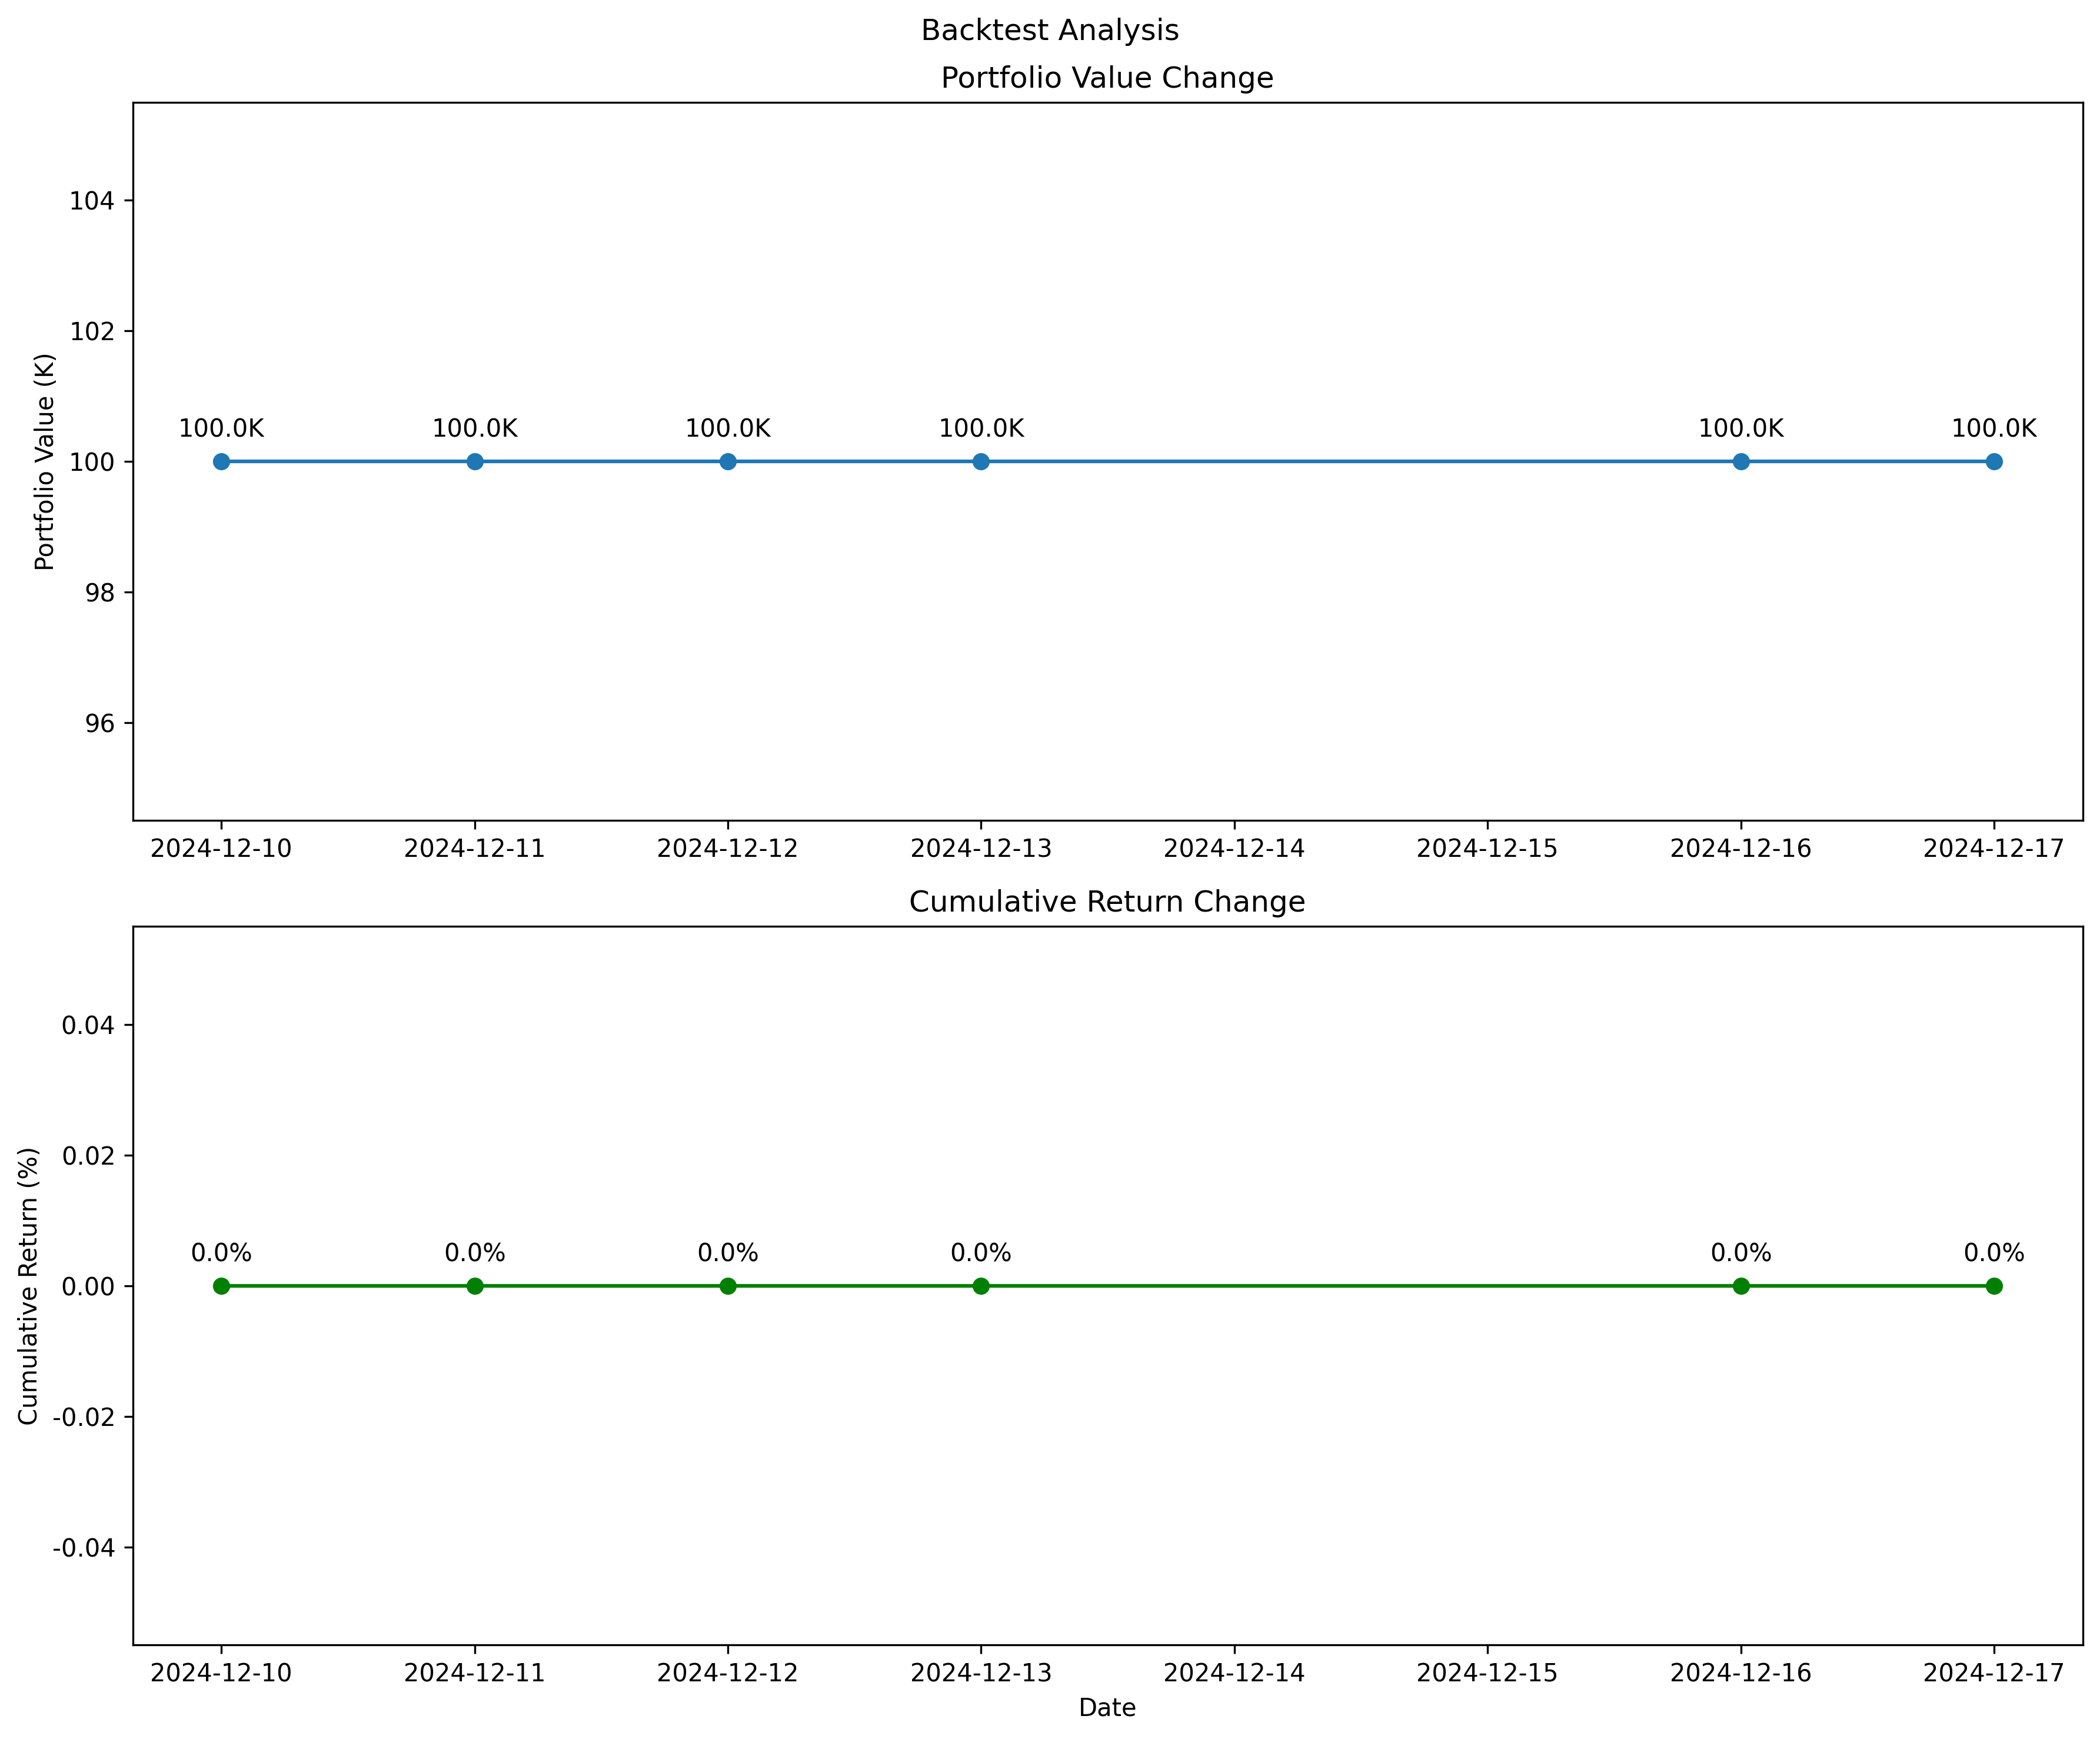 Backtest Analysis
Portfolio Value Change
Portfolio Value (K)
104
102
100
98
96
100.0K 100.0K 100.0K 100.0K 100.0K 100.0K
2024-12-10 2024-12-11 2024-12-12 2024-12-13 2024-12-14 2024-12-15 2024-12-16 2024-12-17
Cumulative Return Change
Cumulative Return (%)
0.04
0.02
0.00
-0.02
-0.04
0.0% 0.0% 0.0% 0.0% 0.0% 0.0%
2024-12-10 2024-12-11 2024-12-12 2024-12-13 2024-12-14 2024-12-15 2024-12-16 2024-12-17
Date